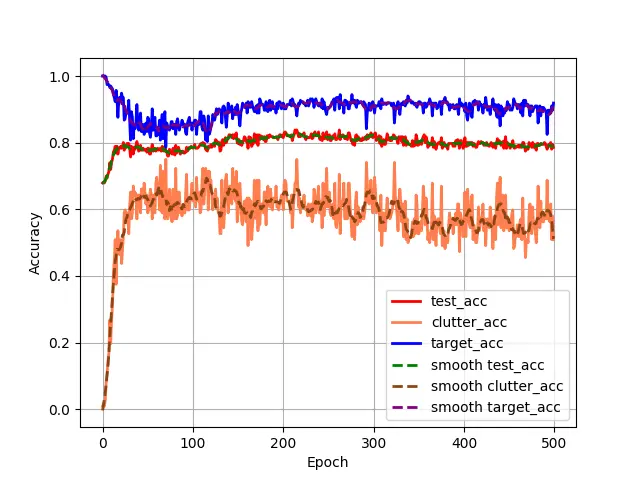 1.0
0.8
0.6
0.4
0.2
0.0
Accuracy
0 100 200 300 400 500
Epoch
test_acc
clutter_acc
target_acc
smooth test_acc
smooth clutter_acc
smooth target_acc